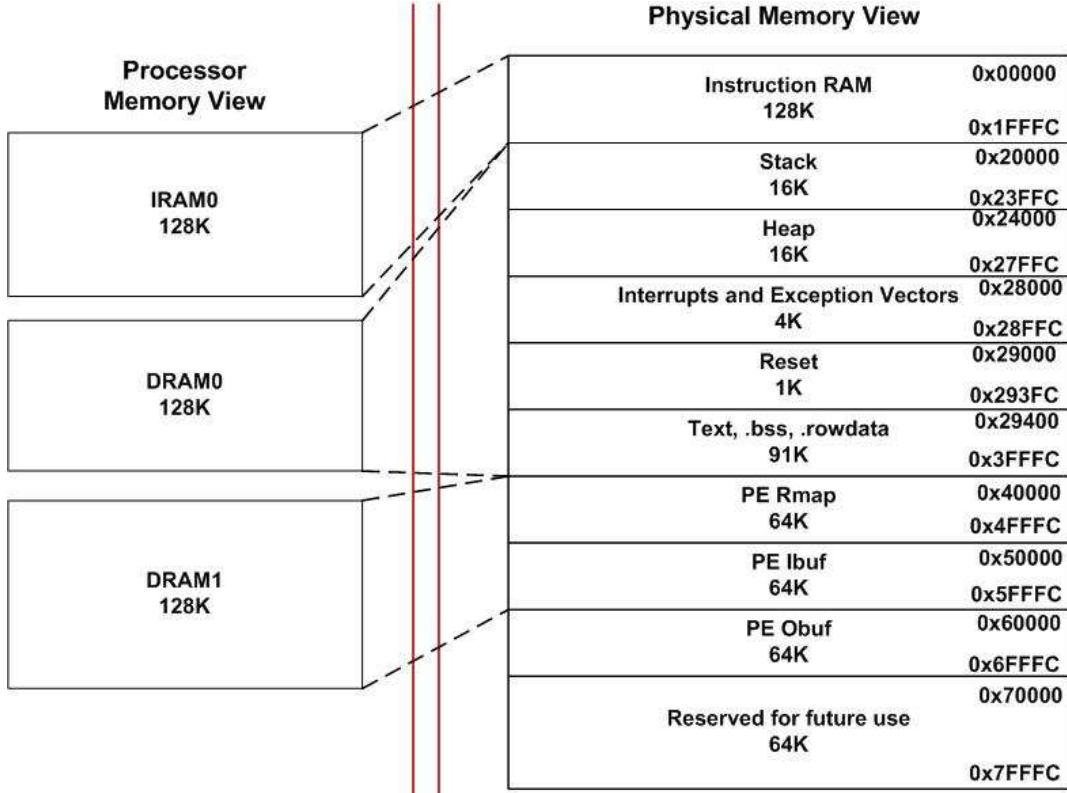 Physical Memory View
Processor
Memory View
IRAM0
128K
DRAM0
128K
DRAM1
128K
0x00000
Instruction RAM
128K
0x1FFFC
0x20000
Stack
16K
0x23FFC
0x24000
Heap
16K
0x27FFC
0x28000
Interrupts and Exception Vectors
4K
0x28FFC
0x29000
Reset
1K
0x293FC
0x29400
Text, .bss, .rowdata
91K
0x3FFFC
0x40000
PE Rmap
64K
0x4FFFC
0x50000
PE Ibuf
64K
0x5FFFC
0x60000
PE Obuf
64K
0x6FFFC
0x70000
Reserved for future use
64K
0x7FFFC